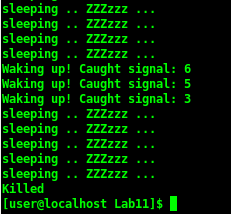 sleeping .. ZZZzzz ...
sleeping .. ZZZzzz ...
sleeping .. ZZZzzz ...
sleeping .. ZZZzzz ...
Waking up! Caught signal: 6
Waking up! Caught signal: 5
Waking up! Caught signal: 3
sleeping .. ZZZzzz ...
sleeping .. ZZZzzz ...
sleeping .. ZZZzzz ...
sleeping .. ZZZzzz ...
sleeping .. ZZZzzz ...
Killed
[user@localhost Lab11]$